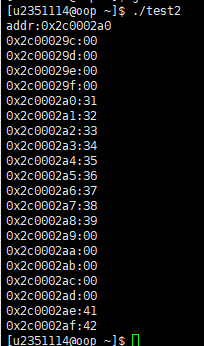 [u2351114@oop ~]$ ./test2
addr:0x2c0002a0
0x2c00029c:00
0x2c00029d:00
0x2c00029e:00
0x2c00029f:00
0x2c0002a0:31
0x2c0002a1:32
0x2c0002a2:33
0x2c0002a3:34
0x2c0002a4:35
0x2c0002a5:36
0x2c0002a6:37
0x2c0002a7:38
0x2c0002a8:39
0x2c0002a9:00
0x2c0002aa:00
0x2c0002ab:00
0x2c0002ac:00
0x2c0002ad:00
0x2c0002ae:41
0x2c0002af:42
[u2351114@oop ~]$